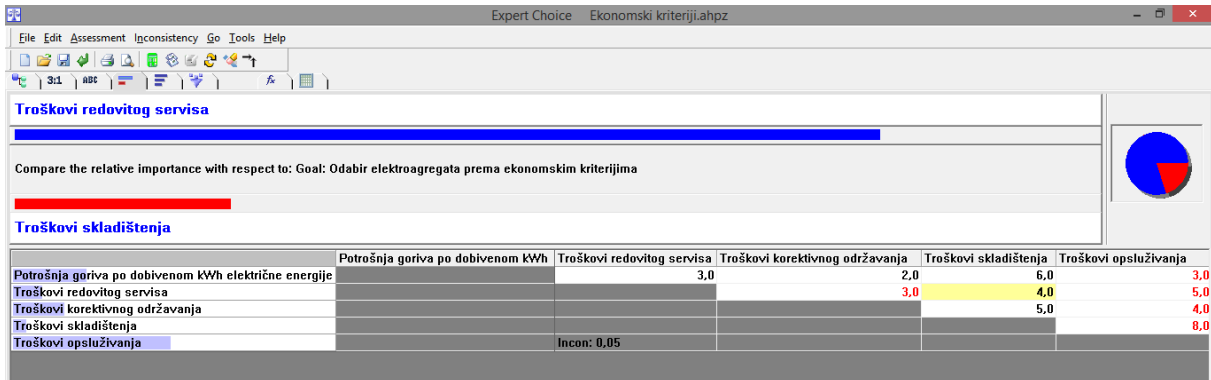 Expert Choice Ekonomski kriteriji.ahpz
File Edit Assessment Inconsistency Go Tools Help
3:1 ABC fx
Troškovi redovitog servisa
Compare the relative importance with respect to: Goal: Odabir elektroagregata prema ekonomskim kriterijima
Troškovi skladištenja
Potrošnja goriva po dobivenom kWh Troškovi redovitog servisa Troškovi korektivnog održavanja Troškovi skladištenja Troškovi opsluživanja
Potrošnja goriva po dobivenom kWh električne energije 3,0 2,0 6,0 3,0
Troškovi redovitog servisa 3,0 4,0 5,0
Troškovi korektivnog održavanja 5,0 4,0
Troškovi skladištenja 8,0
Troškovi opsluživanja Incon: 0,05